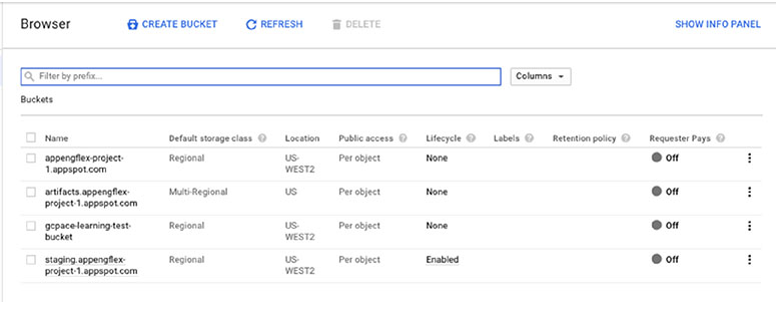 Browser CREATE BUCKET REFRESH DELETE SHOW INFO PANEL
Filter by prefix... Columns
Buckets
Name Default storage class Location Public access Lifecycle Labels Retention policy Requester Pays
appengflex-project- Regional US- Per object None Off
1.appspot.com WEST2
artifacts.appengflex- Multi-Regional US Per object None Off
project-1.appspot.com
gcpace-learning-test- Regional US- Per object None Off
bucket WEST2
staging.appengflex- Regional US- Per object Enabled Off
project-1.appspot.com WEST2